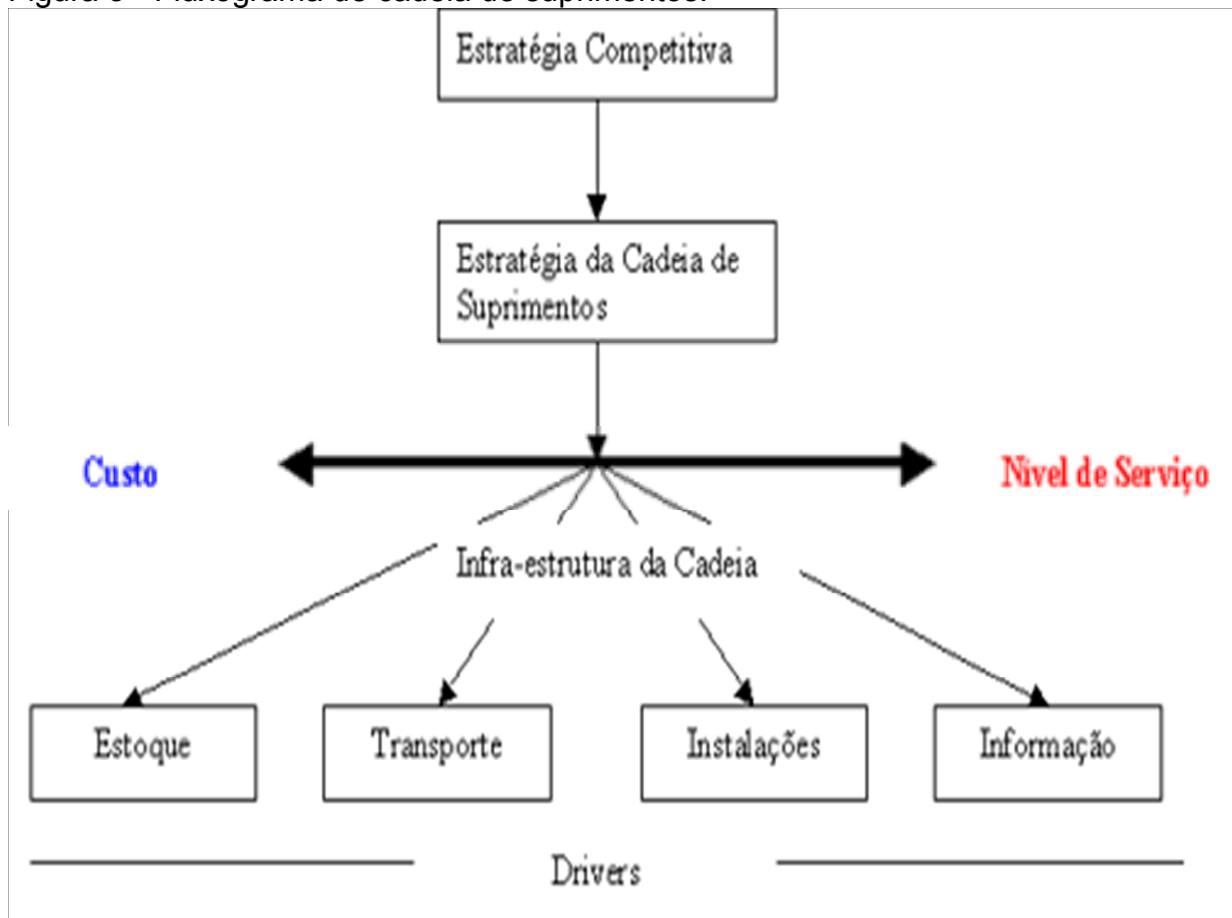 Estratégia Competitiva
Estratégia da Cadeia de
Suprimentos
Custo
Nivel de Serviço
Infra-estrutura da Cadeia
Estoque
Transporte
Instalações
Informação
Drivers